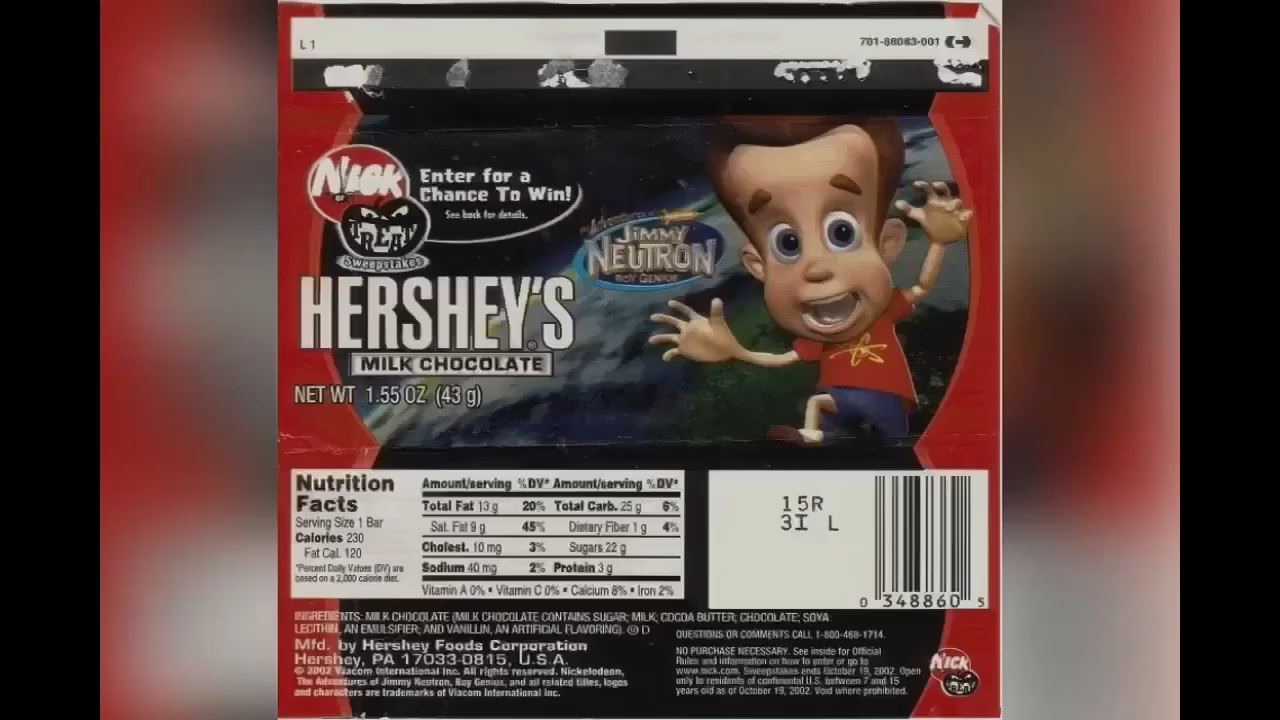 L 1
701-86063-001
NICK
OR
TREAT
Sweepstakes
Enter for a
Chance To Win!
See back for details.
The Adventures of
JIMMY
NEUTRON
BOY GENIUS
HERSHEY'S
®
MILK CHOCOLATE
NET WT 1.55 OZ (43 g)
Nutrition
Facts
Serving Size 1 Bar
Calories 230
Fat Cal. 120
*Percent Daily Values (DV) are
based on a 2,000 calorie diet.
Amount/serving %DV* Amount/serving %DV*
Total Fat 13 g 20% Total Carb. 25 g 6%
Sat. Fat 9 g 45% Dietary Fiber 1 g 4%
Cholest. 10 mg 3% Sugars 22 g
Sodium 40 mg 2% Protein 3 g
Vitamin A 0% • Vitamin C 0% • Calcium 8% • Iron 2%
15R
3I L
0 348860 5
INGREDIENTS: MILK CHOCOLATE (MILK CHOCOLATE CONTAINS SUGAR; MILK; COCOA BUTTER; CHOCOLATE; SOYA
LECITHIN, AN EMULSIFIER; AND VANILLIN, AN ARTIFICIAL FLAVORING). Ⓤ D
Mfd. by Hershey Foods Corporation
Hershey, PA 17033-0815, U.S.A.
© 2002 Viacom International Inc. All rights reserved. Nickelodeon,
The Adventures of Jimmy Neutron, Boy Genius, and all related titles, logos
and characters are trademarks of Viacom International Inc.
QUESTIONS OR COMMENTS CALL 1-800-468-1714.
NO PURCHASE NECESSARY. See inside for Official
Rules and information on how to enter or go to
www.nick.com. Sweepstakes ends October 19, 2002. Open
only to residents of continental U.S. between 7 and 15
years old as of October 19, 2002. Void where prohibited.
NICK
TREAT